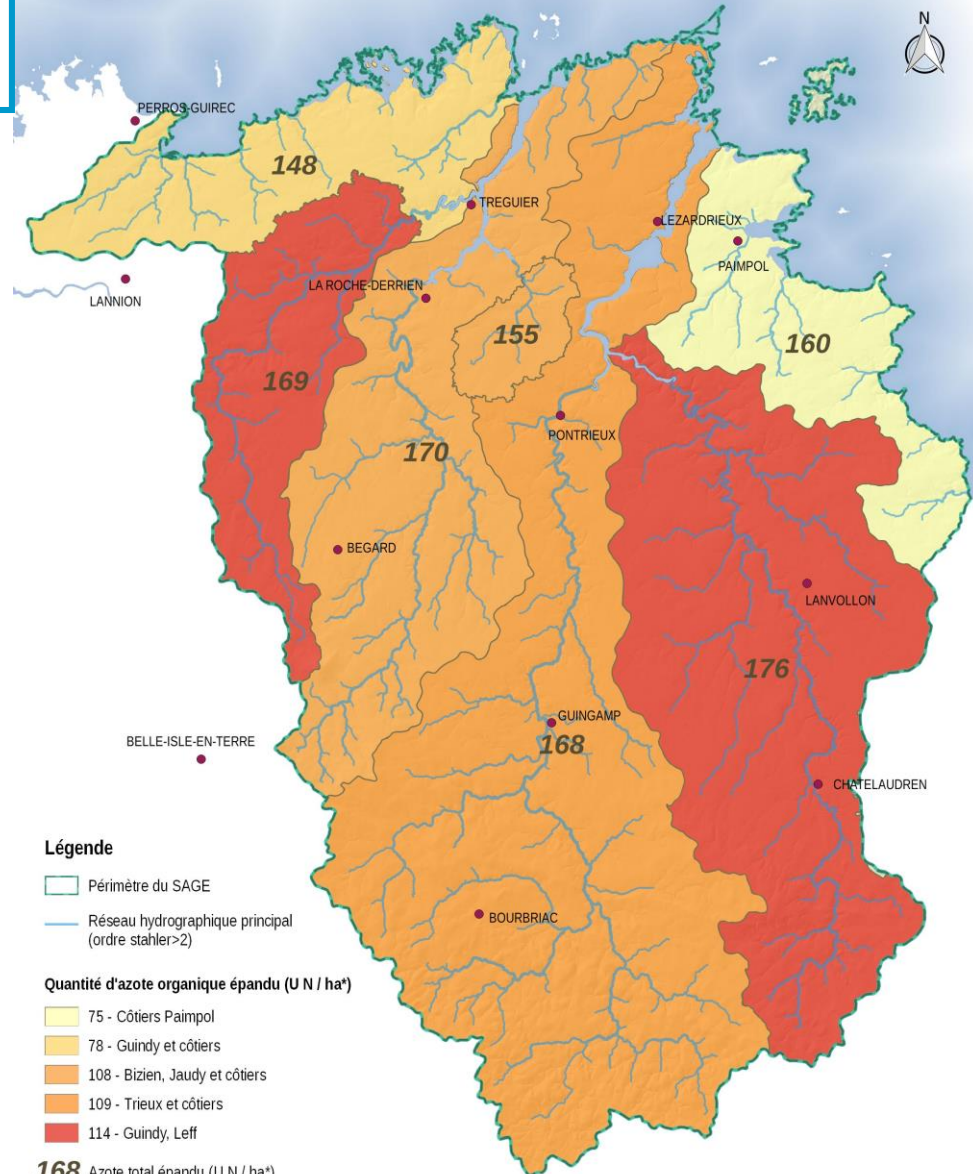 N
PERROS-GUIREC
148
TREGUIER
LEZARDRIEUX
PAIMPOL
LANNION
LA ROCHE-DERRIEN
155
160
169
PONTRIEUX
170
BEGARD
LANVOLLON
176
GUINGAMP
168
BELLE-ISLE-EN-TERRE
CHATELAUDREN
BOURBRIAC
Légende
Périmètre du SAGE
Réseau hydrographique principal
(ordre stahler>2)
Quantité d'azote organique épandu (U N / ha*)
75 - Côtiers Paimpol
78 - Guindy et côtiers
108 - Bizien, Jaudy et côtiers
109 - Trieux et côtiers
114 - Guindy, Leff
168 Azote total épandu (U N / ha*)